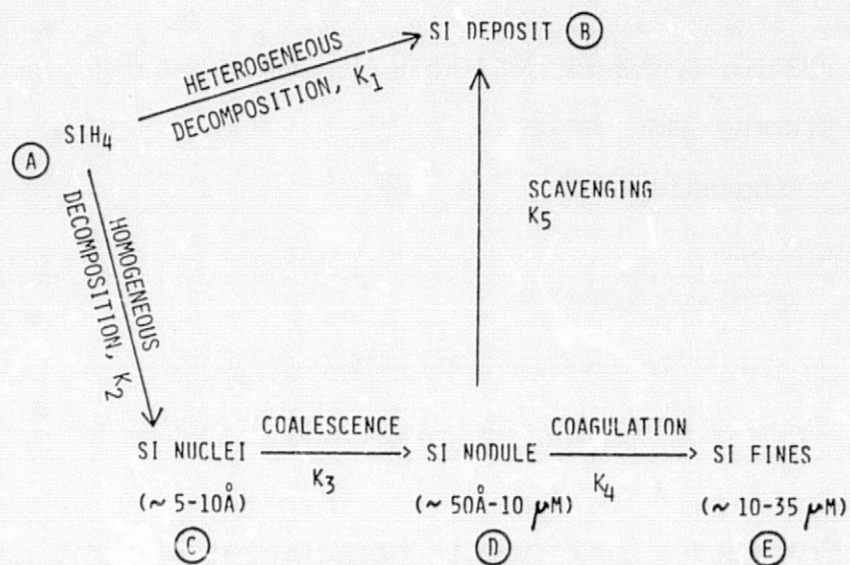 SI DEPOSIT (B)
HETEROGENEOUS
DECOMPOSITION, K1
SIH4
(A)
HOMOGENEOUS
DECOMPOSITION, K2
SCAVENGING
K5
COALESCENCE
K3
COAGULATION
K4
SI NUCLEI
SI NODULE
SI FINES
(~ 5-10Å)
(~ 50Å-10 μM)
(~ 10-35 μM)
(C)
(D)
(E)